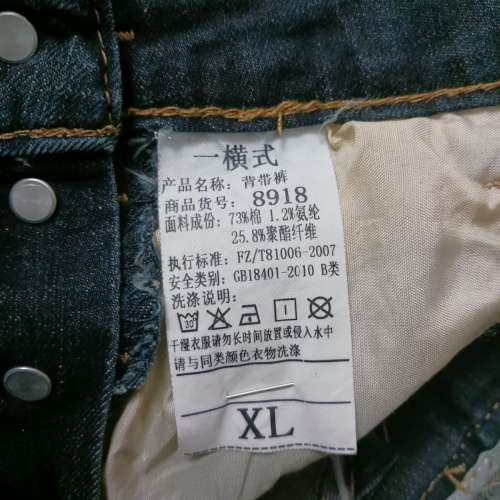 一横式
产品名称: 背带裤
商品货号: 8918
面料成份: 73%棉 1.2%氨纶
25.8%聚酯纤维
执行标准: FZ/T81006-2007
安全类别: GB18401-2010 B类
洗涤说明:
30
干湿教服请勿长时间放置或侵入水中
请与同类颜色衣物洗涤
XL